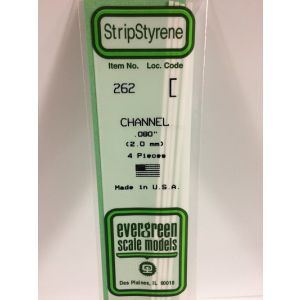 StripStyrene
Item No. Loc. Code
262 [
CHANNEL
.080"
(2.0 mm)
4 Pieces
Made in U.S.A.
evergreen
scale models
Des Plaines, IL 60018